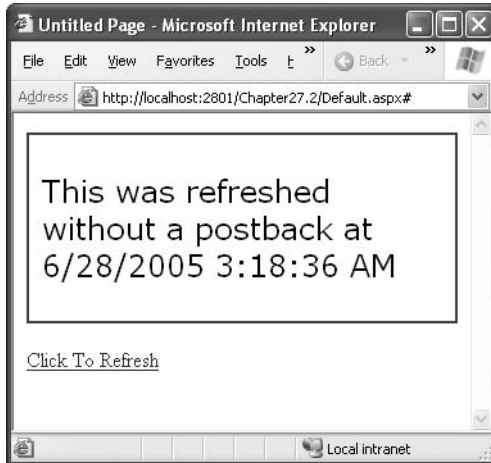 Untitled Page - Microsoft Internet Explorer
File Edit View Favorites Tools » Back »
Address http://localhost:2801/Chapter27.2/Default.aspx#
This was refreshed
without a postback at
6/28/2005 3:18:36 AM
Click To Refresh
Local intranet